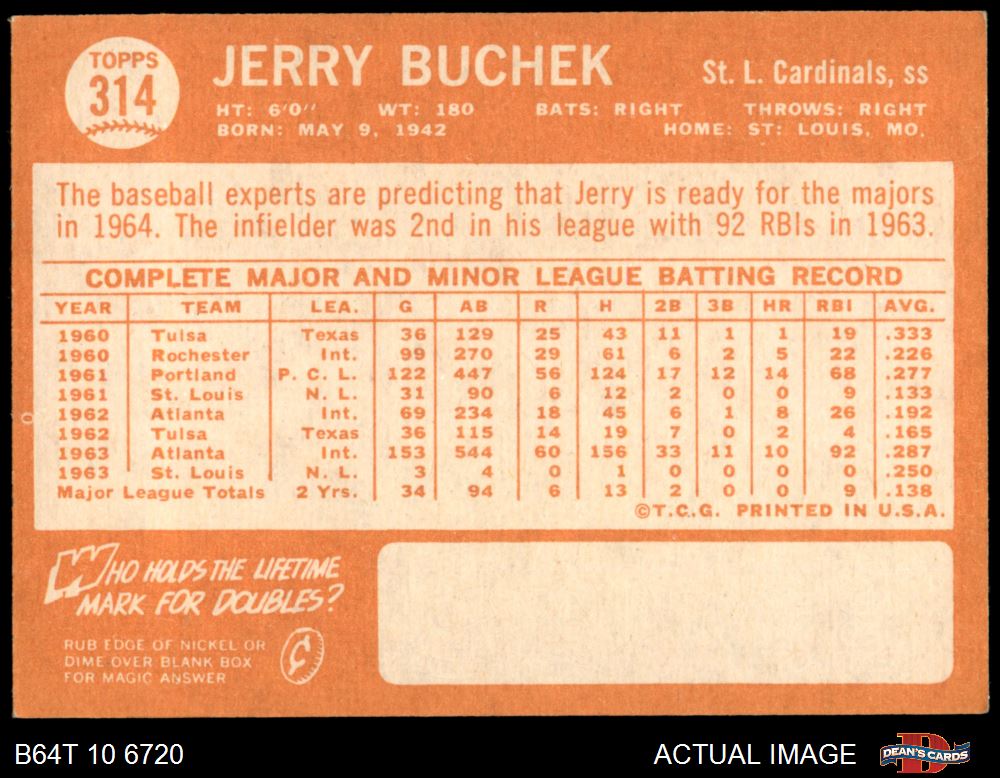 TOPPS
314
JERRY BUCHEK
St. L. Cardinals, ss
HT: 6'0" WT: 180 BATS: RIGHT THROWS: RIGHT
BORN: MAY 9, 1942 HOME: ST: LOUIS, MO.
The baseball experts are predicting that Jerry is ready for the majors
in 1964. The infielder was 2nd in his league with 92 RBIs in 1963.
COMPLETE MAJOR AND MINOR LEAGUE BATTING RECORD
YEAR TEAM LEA. G AB R H 2B 3B HR RBI AVG.
1960 Tulsa Texas 36 129 25 43 11 1 1 19 .333
1960 Rochester Int. 99 270 29 61 6 2 5 22 .226
1961 Portland P. C. L. 122 447 56 124 17 12 14 68 .277
1961 St. Louis N. L. 31 90 6 12 2 0 0 9 .133
1962 Atlanta Int. 69 234 18 45 6 1 8 26 .192
1962 Tulsa Texas 36 115 14 19 7 0 2 4 .165
1963 Atlanta Int. 153 544 60 156 33 11 10 92 .287
1963 St. Louis N. L. 3 4 0 1 0 0 0 0 .250
Major League Totals 2 Yrs. 34 94 6 13 2 0 0 9 .138
©T.C.G. PRINTED IN U.S.A.
WHO HOLDS THE LIFETIME
MARK FOR DOUBLES?
RUB EDGE OF NICKEL OR
DIME OVER BLANK BOX
FOR MAGIC ANSWER
¢
B64T 10 6720
ACTUAL IMAGE
D
DEAN'S CARDS